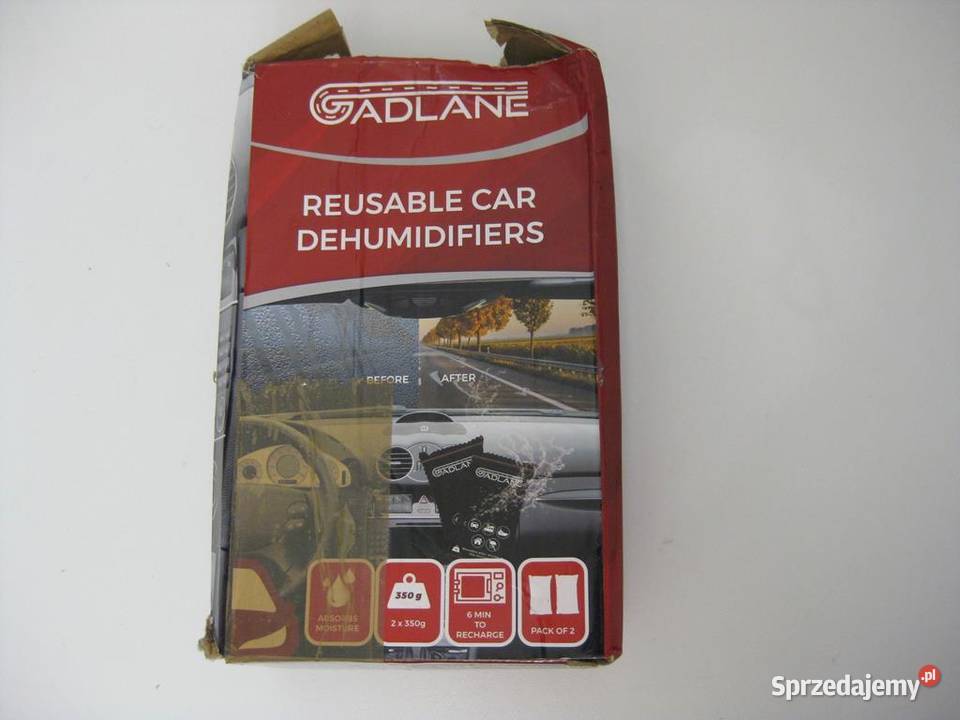 GADLANE
REUSABLE CAR
DEHUMIDIFIERS
BEFORE
AFTER
GADLANE
GADLANE
ABSORBS
MOISTURE
350 g
2 x 350g
6 MIN
TO
RECHARGE
PACK OF 2
Sprzedajemy.pl